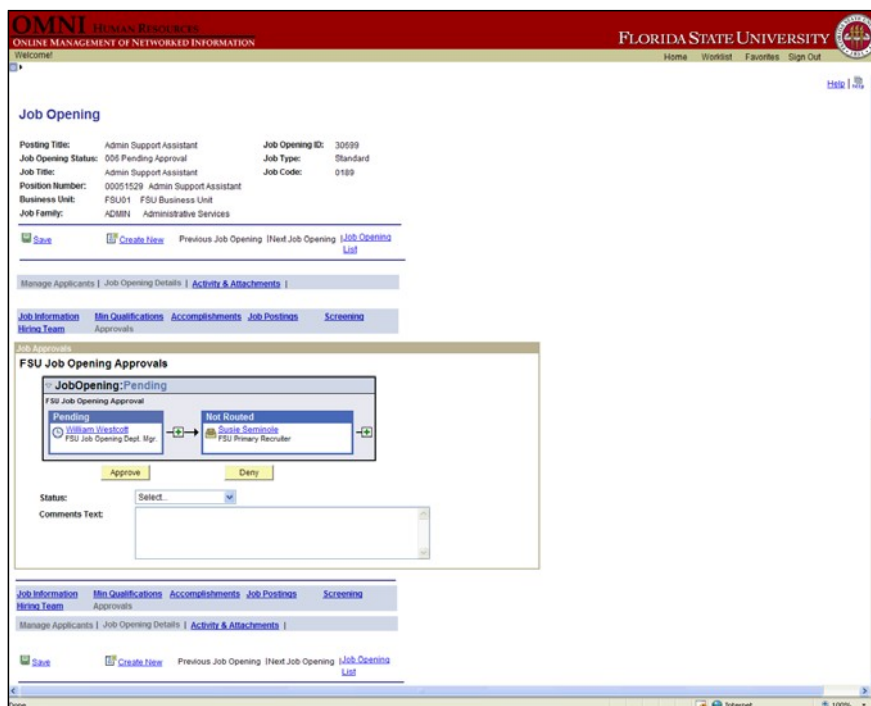 OMNI HUMAN RESOURCES
ONLINE MANAGEMENT OF NETWORKED INFORMATION
FLORIDA STATE UNIVERSITY
Welcome!
Home Worklist Favorites Sign Out
Help |
Job Opening
Posting Title: Admin Support Assistant Job Opening ID: 30699
Job Opening Status: 006 Pending Approval Job Type: Standard
Job Title: Admin Support Assistant Job Code: 0189
Position Number: 00051529 Admin Support Assistant
Business Unit: FSU01 FSU Business Unit
Job Family: ADMIN Administrative Services
Save Create New Previous Job Opening |Next Job Opening |Job Opening
List
Manage Applicants | Job Opening Details | Activity & Attachments |
Job Information Min Qualifications Accomplishments Job Postings Screening
Hiring Team Approvals
Job Approvals
FSU Job Opening Approvals
JobOpening:Pending
FSU Job Opening Approval
Pending Not Routed
William Westcott Susie Seminole
FSU Job Opening Dept. Mgr. FSU Primary Recruiter
Approve Deny
Status: Select...
Comments Text:
Job Information Min Qualifications Accomplishments Job Postings Screening
Hiring Team Approvals
Manage Applicants | Job Opening Details | Activity & Attachments |
Save Create New Previous Job Opening |Next Job Opening |Job Opening
List
Done Internet 100%